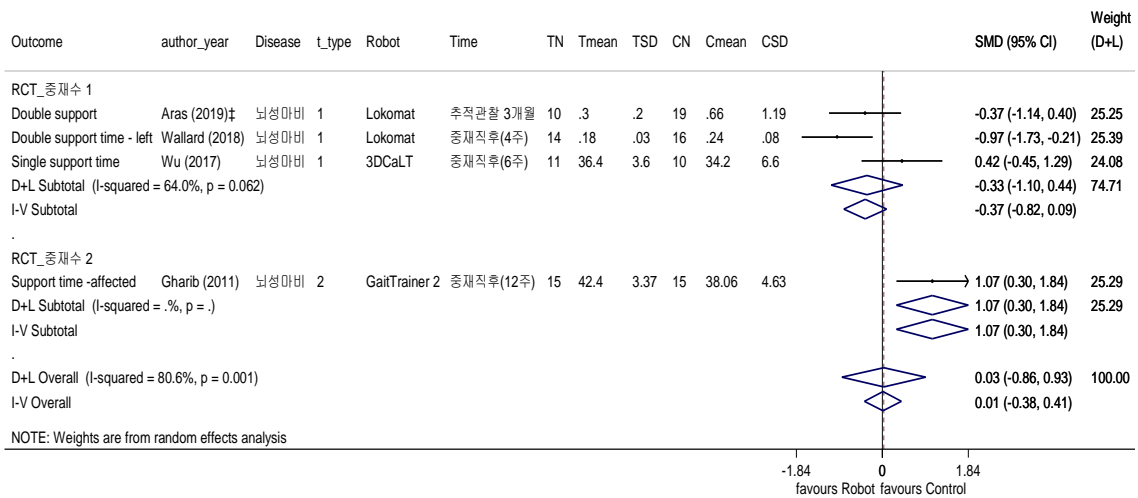 Weight
Outcome author_year Disease t_type Robot Time TN Tmean TSD CN Cmean CSD SMD (95% CI) (D+L)
RCT_중재수 1
Double support Aras (2019)‡ 뇌성마비 1 Lokomat 추적관찰 3개월 10 .3 .2 19 .66 1.19 -0.37 (-1.14, 0.40) 25.25
Double support time - left Wallard (2018) 뇌성마비 1 Lokomat 중재직후(4주) 14 .18 .03 16 .24 .08 -0.97 (-1.73, -0.21) 25.39
Single support time Wu (2017) 뇌성마비 1 3DCaLT 중재직후(6주) 11 36.4 3.6 10 34.2 6.6 0.42 (-0.45, 1.29) 24.08
D+L Subtotal (I-squared = 64.0%, p = 0.062) -0.33 (-1.10, 0.44) 74.71
I-V Subtotal -0.37 (-0.82, 0.09)
.
RCT_중재수 2
Support time -affected Gharib (2011) 뇌성마비 2 GaitTrainer 2 중재직후(12주) 15 42.4 3.37 15 38.06 4.63 1.07 (0.30, 1.84) 25.29
D+L Subtotal (I-squared = .%, p = .) 1.07 (0.30, 1.84) 25.29
I-V Subtotal 1.07 (0.30, 1.84)
.
D+L Overall (I-squared = 80.6%, p = 0.001) 0.03 (-0.86, 0.93) 100.00
I-V Overall 0.01 (-0.38, 0.41)
NOTE: Weights are from random effects analysis
-1.84 0 1.84
favours Robot favours Control